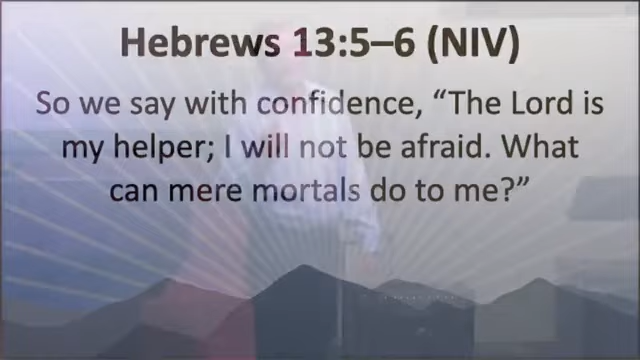 Hebrews 13:5–6 (NIV)
So we say with confidence, “The Lord is
my helper; I will not be afraid. What
can mere mortals do to me?”